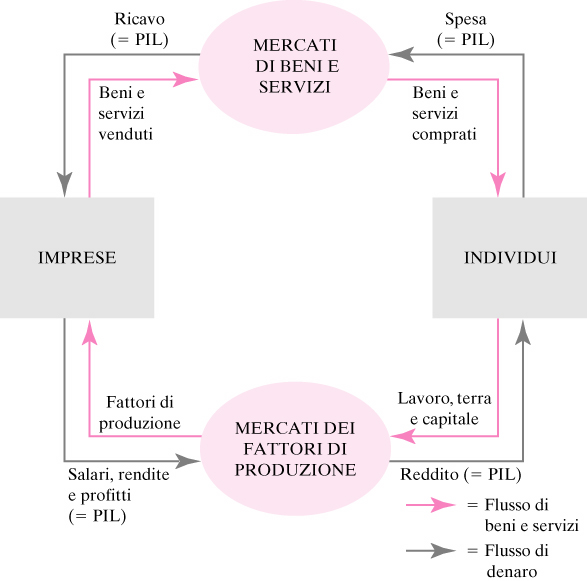 Ricavo
(= PIL)
MERCATI
DI BENI E
SERVIZI
Spesa
(= PIL)
Beni e
servizi
venduti
Beni e
servizi
comprati
IMPRESE
INDIVIDUI
Fattori di
produzione
MERCATI DEI
FATTORI DI
PRODUZIONE
Lavoro, terra
e capitale
Salari, rendite
e profitti
(= PIL)
Reddito (= PIL)
= Flusso di
beni e servizi
= Flusso di
denaro